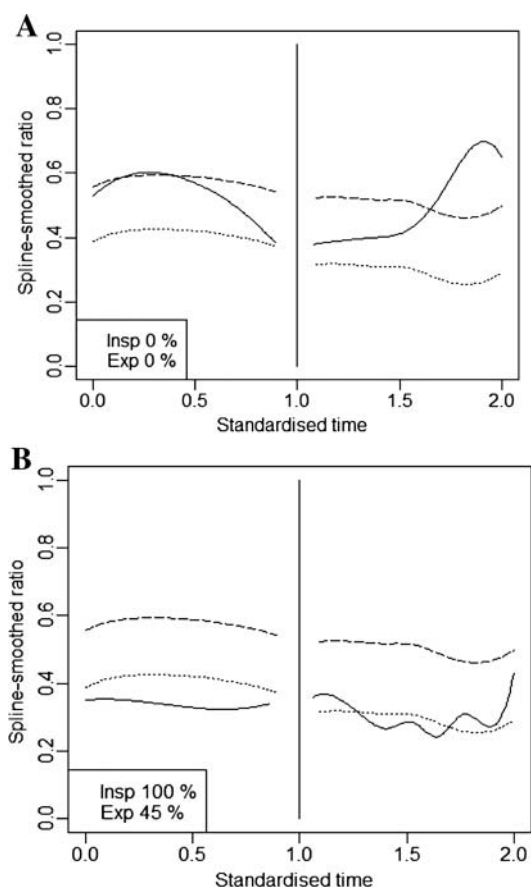 A
1.0
0.8
0.6
0.4
0.2
0.0
Spline-smoothed ratio
Insp 0 %
Exp 0 %
0.0 0.5 1.0 1.5 2.0
Standardised time
B
1.0
0.8
0.6
0.4
0.2
0.0
Spline-smoothed ratio
Insp 100 %
Exp 45 %
0.0 0.5 1.0 1.5 2.0
Standardised time